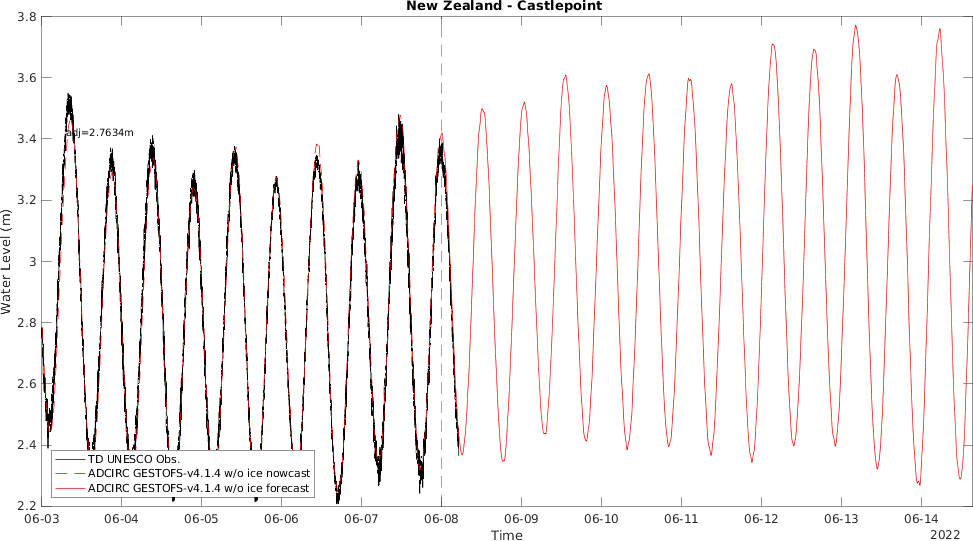 New Zealand - Castlepoint
3.8
3.6
3.4
3.2
3
2.8
2.6
2.4
2.2
Water Level (m)
adj=2.7634m
TD UNESCO Obs.
ADCIRC GESTOFS-v4.1.4 w/o ice nowcast
ADCIRC GESTOFS-v4.1.4 w/o ice forecast
06-03 06-04 06-05 06-06 06-07 06-08 06-09 06-10 06-11 06-12 06-13 06-14
Time
2022